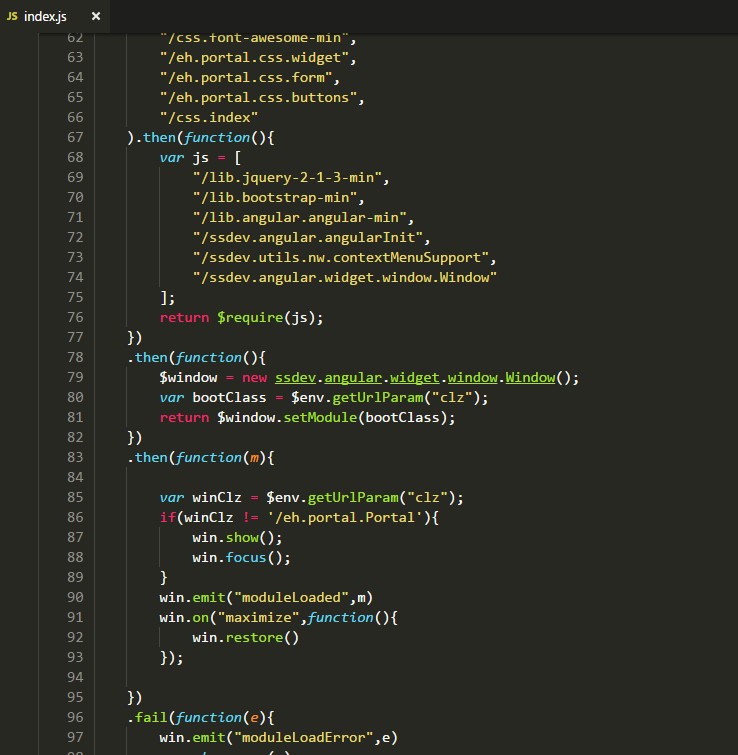 JS index.js ×
62 "/css.font-awesome-min",
63 "/eh.portal.css.widget",
64 "/eh.portal.css.form",
65 "/eh.portal.css.buttons",
66 "/css.index"
67 ).then(function(){
68 var js = [
69 "/lib.jquery-2-1-3-min",
70 "/lib.bootstrap-min",
71 "/lib.angular.angular-min",
72 "/ssdev.angular.angularInit",
73 "/ssdev.utils.nw.contextMenuSupport",
74 "/ssdev.angular.widget.window.Window"
75 ];
76 return $require(js);
77 })
78 .then(function(){
79 $window = new ssdev.angular.widget.window.Window();
80 var bootClass = $env.getUrlParam("clz");
81 return $window.setModule(bootClass);
82 })
83 .then(function(m){
84
85 var winClz = $env.getUrlParam("clz");
86 if(winClz != '/eh.portal.Portal'){
87 win.show();
88 win.focus();
89 }
90 win.emit("moduleLoaded",m)
91 win.on("maximize",function(){
92 win.restore()
93 });
94
95 })
96 .fail(function(e){
97 win.emit("moduleLoadError",e)